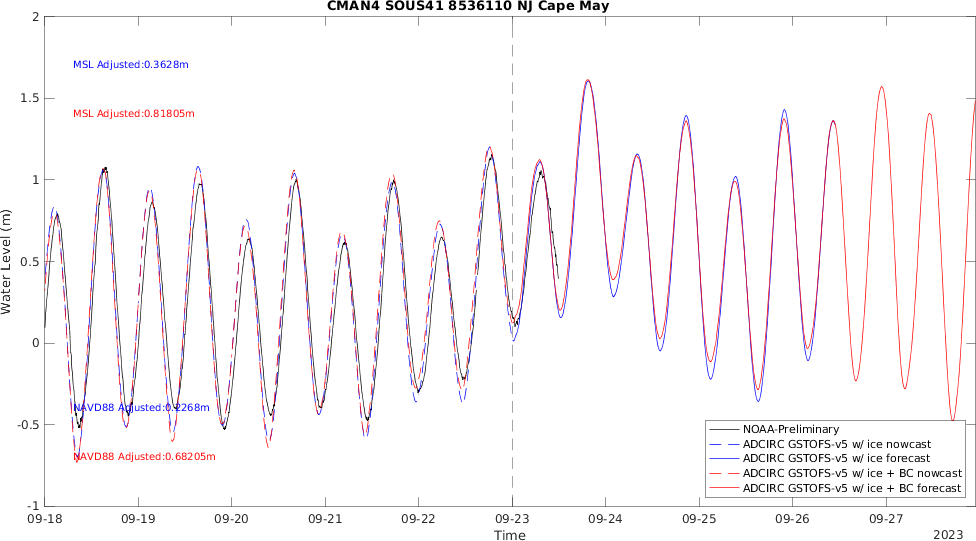 CMAN4 SOUS41 8536110 NJ Cape May
2
1.5
1
0.5
0
-0.5
-1
Water Level (m)
MSL Adjusted:0.3628m
MSL Adjusted:0.81805m
NAVD88 Adjusted:0.2268m
NAVD88 Adjusted:0.68205m
NOAA-Preliminary
ADCIRC GSTOFS-v5 w/ ice nowcast
ADCIRC GSTOFS-v5 w/ ice forecast
ADCIRC GSTOFS-v5 w/ ice + BC nowcast
ADCIRC GSTOFS-v5 w/ ice + BC forecast
09-18 09-19 09-20 09-21 09-22 09-23 09-24 09-25 09-26 09-27
Time
2023